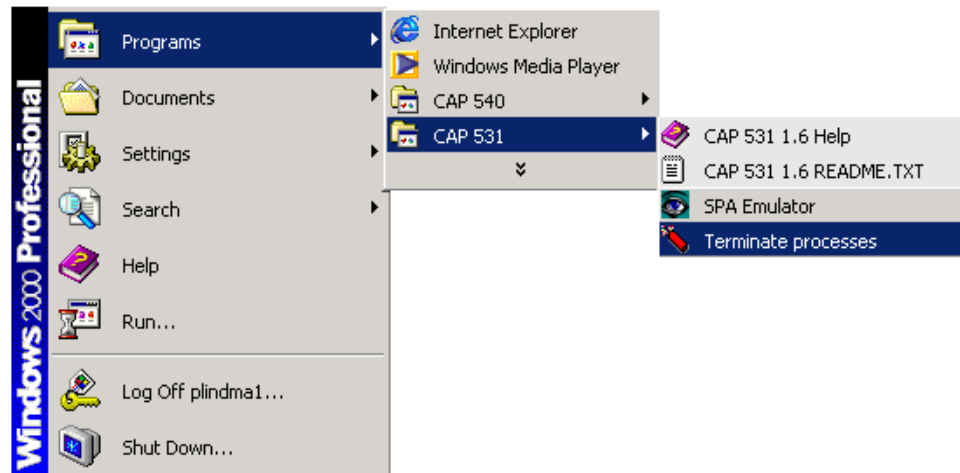 Windows 2000 Professional
Programs
Documents
Settings
Search
Help
Run...
Log Off plindma1...
Shut Down...
Internet Explorer
Windows Media Player
CAP 540
CAP 531
CAP 531 1.6 Help
CAP 531 1.6 README.TXT
SPA Emulator
Terminate processes